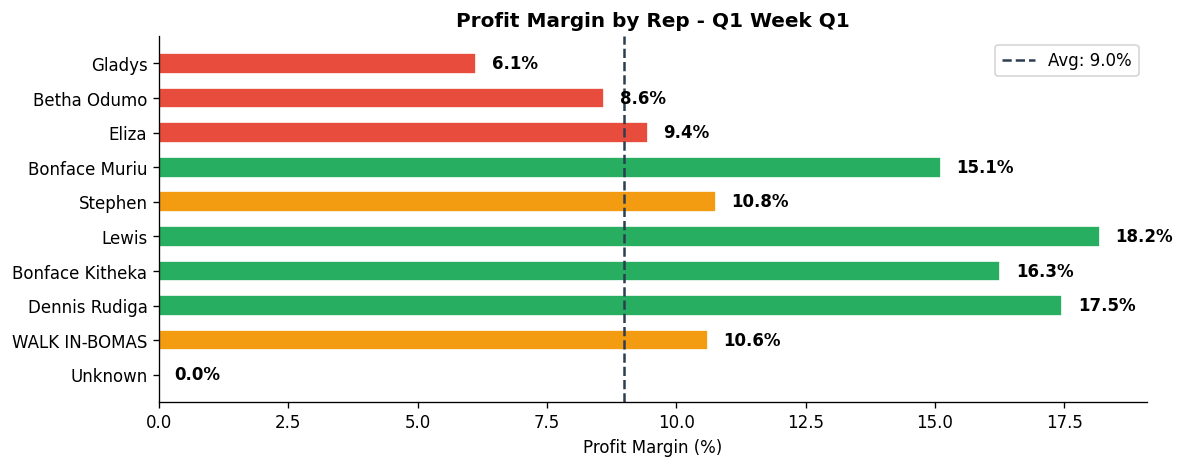 Profit Margin by Rep - Q1 Week Q1
Avg: 9.0%
Gladys 6.1%
Betha Odumo 8.6%
Eliza 9.4%
Bonface Muriu 15.1%
Stephen 10.8%
Lewis 18.2%
Bonface Kitheka 16.3%
Dennis Rudiga 17.5%
WALK IN-BOMAS 10.6%
Unknown 0.0%
0.0 2.5 5.0 7.5 10.0 12.5 15.0 17.5
Profit Margin (%)